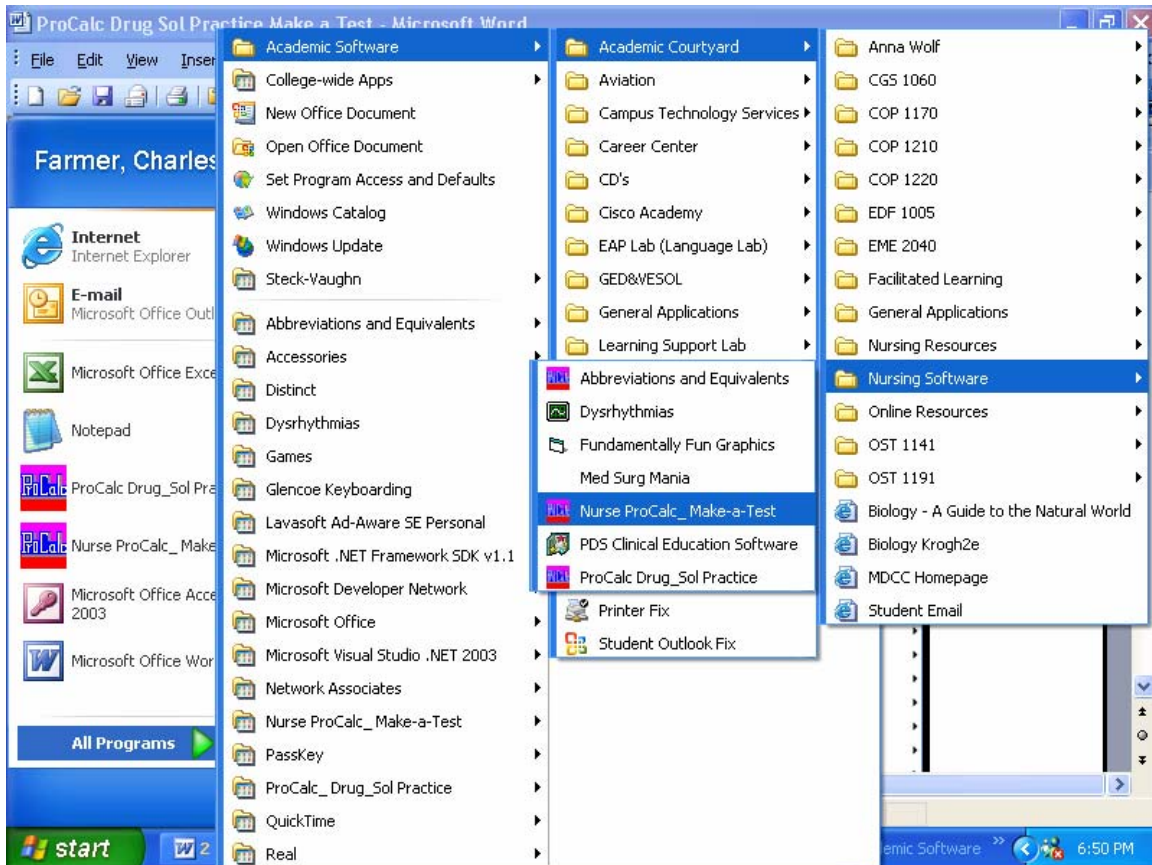 ProCalc Drug Sol Practice Make a Test - Microsoft Word
File Edit View Inser
Farmer, Charles
Internet
Internet Explorer
E-mail
Microsoft Office Outl
Microsoft Office Exce
Notepad
ProCalc Drug_Sol Pra
Nurse ProCalc_ Make
Microsoft Office Acce
2003
Microsoft Office Wor
All Programs
Academic Software
College-wide Apps
New Office Document
Open Office Document
Set Program Access and Defaults
Windows Catalog
Windows Update
Steck-Vaughn
Abbreviations and Equivalents
Accessories
Distinct
Dysrhythmias
Games
Glencoe Keyboarding
Lavasoft Ad-Aware SE Personal
Microsoft .NET Framework SDK v1.1
Microsoft Developer Network
Microsoft Office
Microsoft Visual Studio .NET 2003
Network Associates
Nurse ProCalc_ Make-a-Test
PassKey
ProCalc_ Drug_Sol Practice
QuickTime
Real
Academic Courtyard
Aviation
Campus Technology Services
Career Center
CD's
Cisco Academy
EAP Lab (Language Lab)
GED&VESOL
General Applications
Learning Support Lab
Printer Fix
Student Outlook Fix
Anna Wolf
CGS 1060
COP 1170
COP 1210
COP 1220
EDF 1005
EME 2040
Facilitated Learning
General Applications
Nursing Resources
Nursing Software
Online Resources
OST 1141
OST 1191
Biology - A Guide to the Natural World
Biology Krogh2e
MDCC Homepage
Student Email
Abbreviations and Equivalents
Dysrhythmias
Fundamentally Fun Graphics
Med Surg Mania
Nurse ProCalc_ Make-a-Test
PDS Clinical Education Software
ProCalc Drug_Sol Practice
start
2
emic Software
6:50 PM